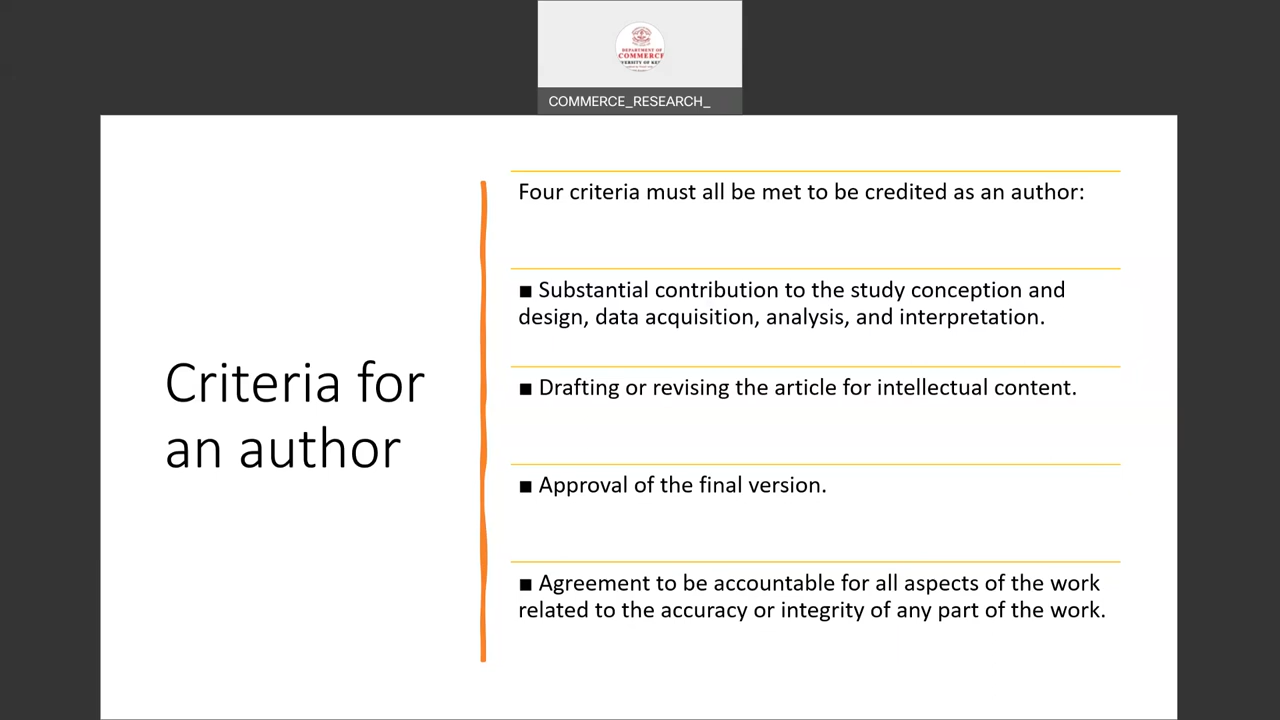 DEPARTMENT OF
COMMERCE
COMMERCE_RESEARCH_
Criteria for
an author
Four criteria must all be met to be credited as an author:
■ Substantial contribution to the study conception and
design, data acquisition, analysis, and interpretation.
■ Drafting or revising the article for intellectual content.
■ Approval of the final version.
■ Agreement to be accountable for all aspects of the work
related to the accuracy or integrity of any part of the work.